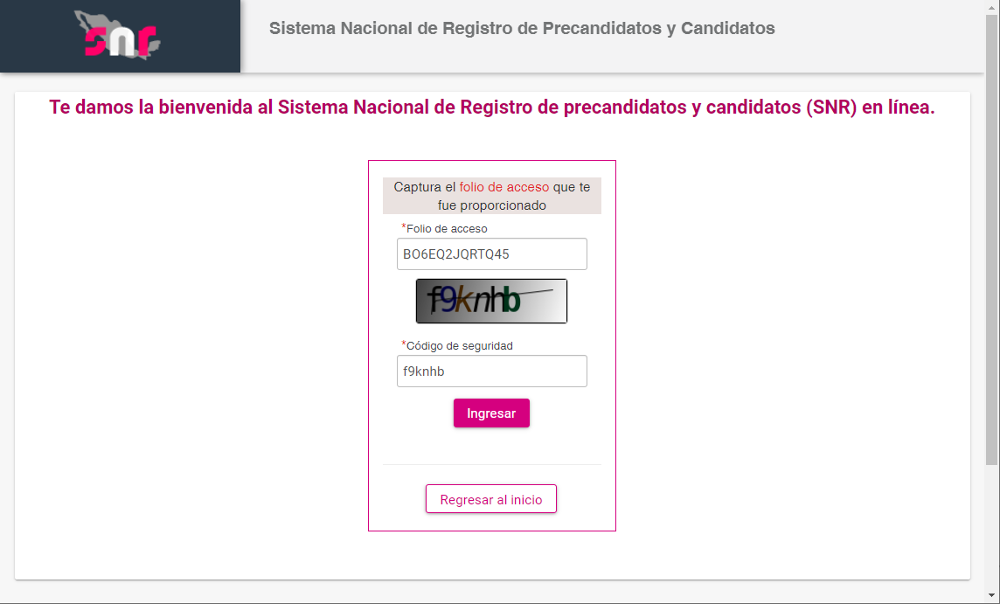 snr
Sistema Nacional de Registro de Precandidatos y Candidatos
Te damos la bienvenida al Sistema Nacional de Registro de precandidatos y candidatos (SNR) en línea.
Captura el folio de acceso que te
fue proporcionado
*Folio de acceso
BO6EQ2JQRTQ45
f9knhb
*Código de seguridad
f9knhb
Ingresar
Regresar al inicio